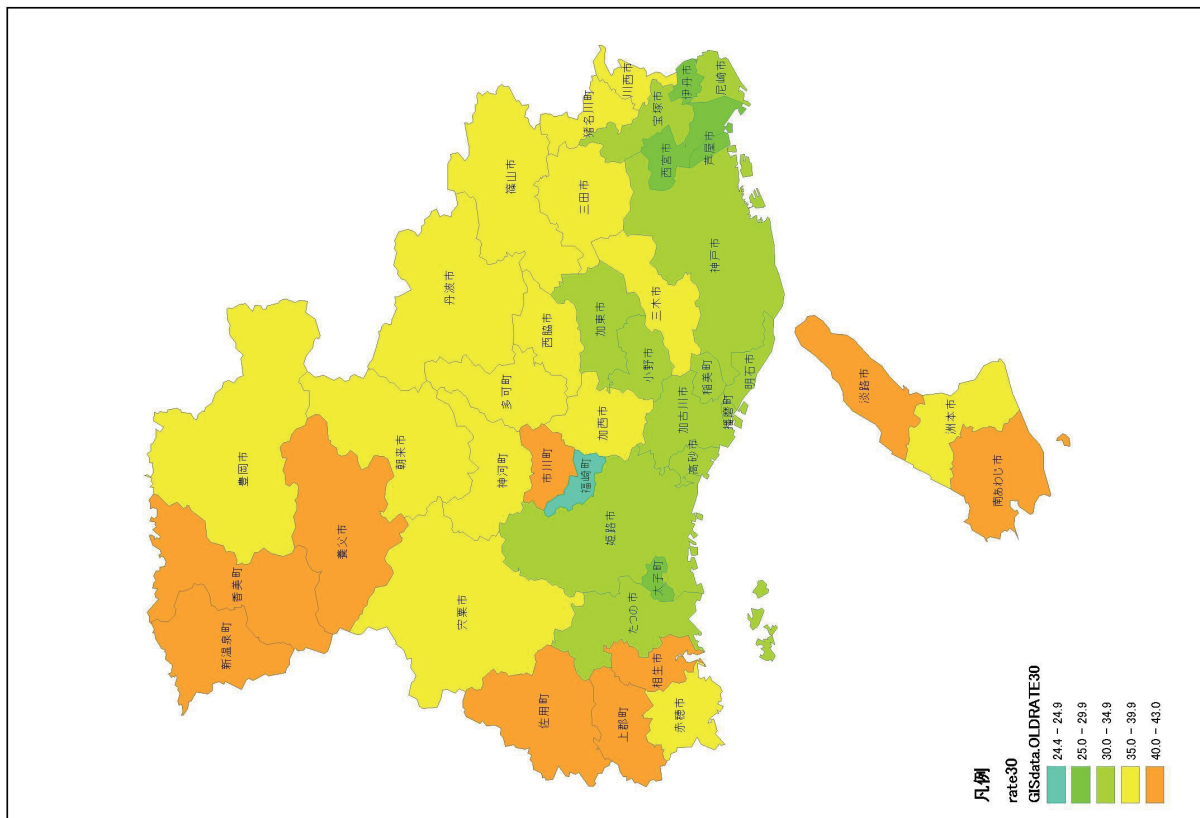 豊岡市
香美町
新温泉町
養父市
朝来市
丹波市
篠山市
多可町
神河町
宍粟市
市川町
福崎町
西脇市
加西市
加東市
三田市
猪名川町
川西市
宝塚市
伊丹市
尼崎市
西宮市
芦屋市
神戸市
三木市
小野市
加古川市
稲美町
明石市
播磨町
高砂市
姫路市
太子町
たつの市
佐用町
上郡町
相生市
赤穂市
淡路市
洲本市
南あわじ市
凡例
rate30
GISdata.OLDRATE30
24.4 - 24.9
25.0 - 29.9
30.0 - 34.9
35.0 - 39.9
40.0 - 43.0